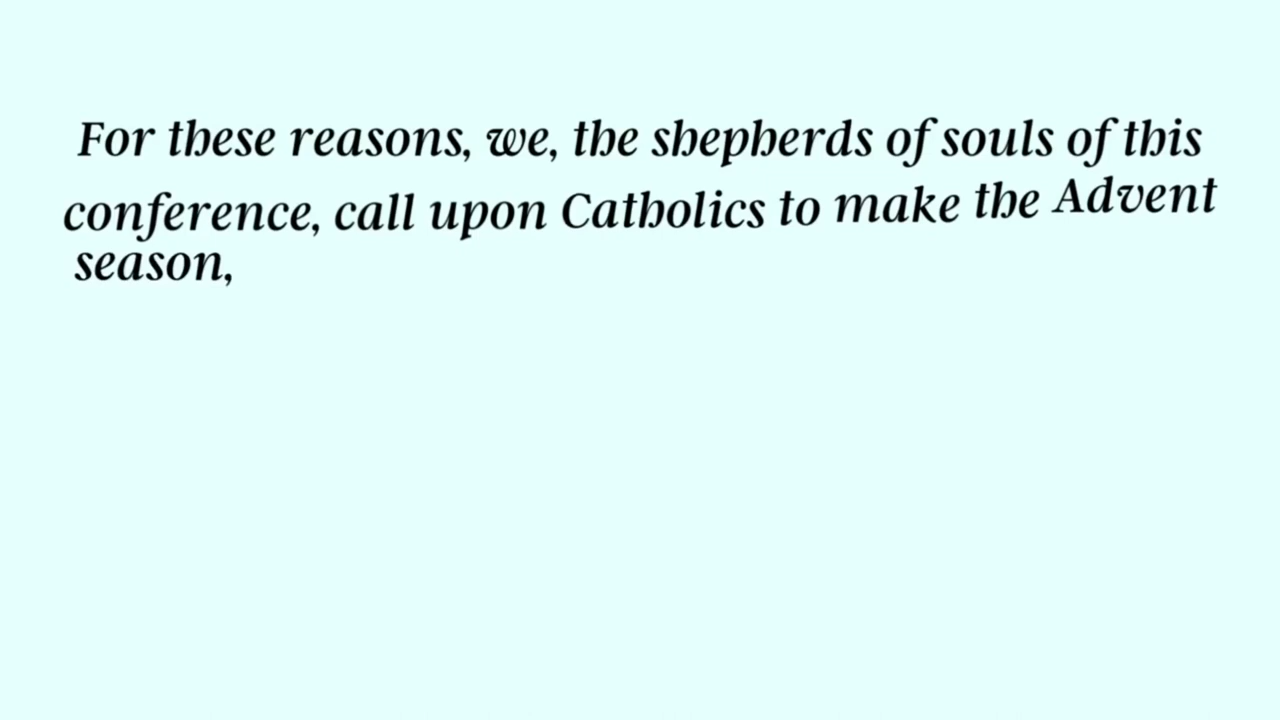 For these reasons, we, the shepherds of souls of this
conference, call upon Catholics to make the Advent
season,